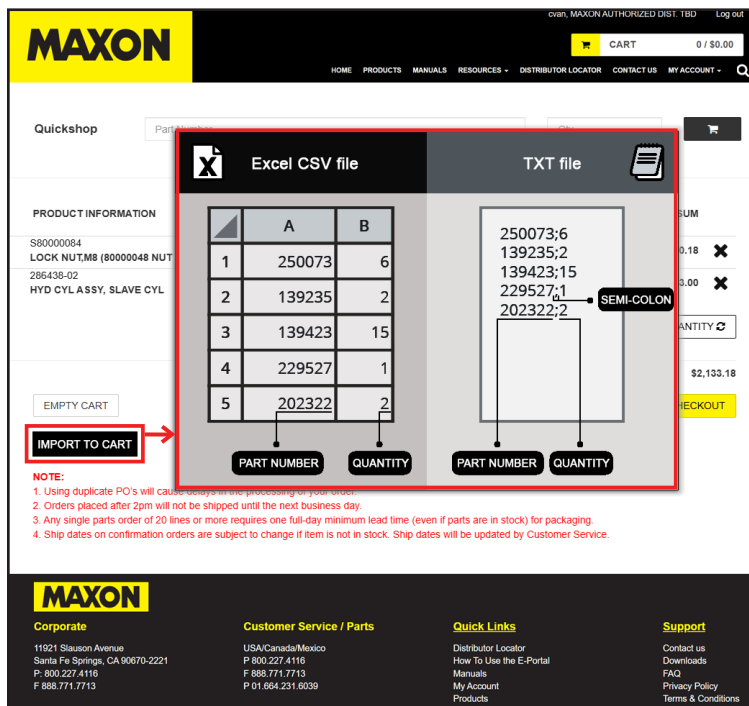 cvan, MAXON AUTHORIZED DIST. TBD Log out
MAXON
CART 0 / $0.00
HOME PRODUCTS MANUALS RESOURCES DISTRIBUTOR LOCATOR CONTACT US MY ACCOUNT
Quickshop
Excel CSV file
TXT file
A B
1 250073 6
2 139235 2
3 139423 15
4 229527 1
5 202322 2
PART NUMBER QUANTITY
250073;6
139235;2
139423;15
229527;1
202322;2
SEMI-COLON
PART NUMBER QUANTITY
PRODUCT INFORMATION
S80000084
LOCK NUT,M8 (80000048 NUT
286438-02
HYD CYL ASSY, SLAVE CYL
$2,133.18
EMPTY CART
IMPORT TO CART
NOTE:
1. Using duplicate PO's will cause delays in the processing of your order.
2. Orders placed after 2pm will not be shipped until the next business day.
3. Any single parts order of 20 lines or more requires one full-day minimum lead time (even if parts are in stock) for packaging.
4. Ship dates on confirmation orders are subject to change if item is not in stock. Ship dates will be updated by Customer Service.
MAXON
Corporate
11921 Slauson Avenue
Santa Fe Springs, CA 90670-2221
P: 800.227.4116
F 888.771.7713
Customer Service / Parts
USA/Canada/Mexico
P 800.227.4116
F 888.771.7713
P 01.664.231.6039
Quick Links
Distributor Locator
How To Use the E-Portal
Manuals
My Account
Products
Support
Contact us
Downloads
FAQ
Privacy Policy
Terms & Conditions